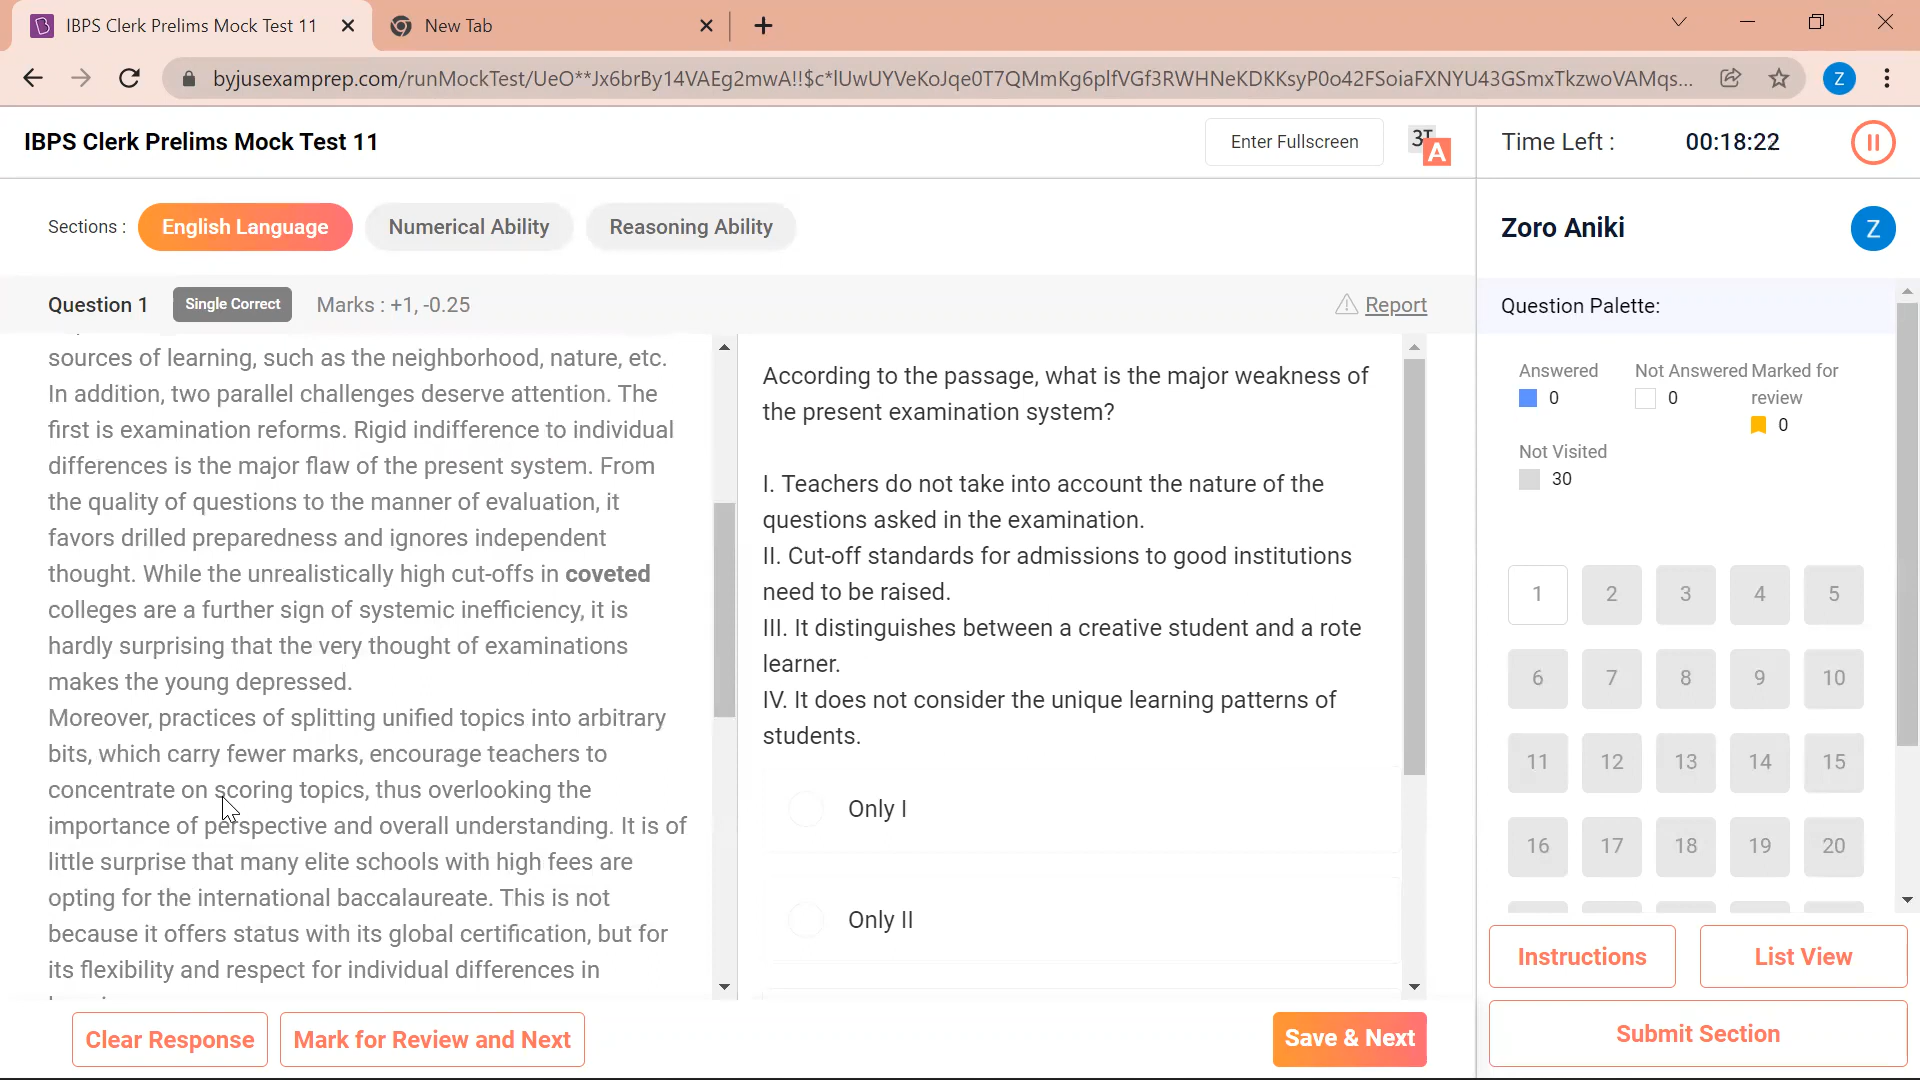 IBPS Clerk Prelims Mock Test 11
New Tab
byjusexamprep.com/runMockTest/UeO**Jx6brBy14VAEg2mwA!!$c*lUwUYVeKoJqe0T7QMmKg6plfVGf3RWHNeKDKKsyP0o42FSoiaFXNYU43GSmxTkzwoVAMqs...
Z
IBPS Clerk Prelims Mock Test 11
Enter Fullscreen
A
Time Left :
00:18:22
Sections :
English Language
Numerical Ability
Reasoning Ability
Zoro Aniki
Z
Question 1
Single Correct
Marks : +1, -0.25
Report
sources of learning, such as the neighborhood, nature, etc.
In addition, two parallel challenges deserve attention. The
first is examination reforms. Rigid indifference to individual
differences is the major flaw of the present system. From
the quality of questions to the manner of evaluation, it
favors drilled preparedness and ignores independent
thought. While the unrealistically high cut-offs in coveted
colleges are a further sign of systemic inefficiency, it is
hardly surprising that the very thought of examinations
makes the young depressed.
Moreover, practices of splitting unified topics into arbitrary
bits, which carry fewer marks, encourage teachers to
concentrate on scoring topics, thus overlooking the
importance of perspective and overall understanding. It is of
little surprise that many elite schools with high fees are
opting for the international baccalaureate. This is not
because it offers status with its global certification, but for
its flexibility and respect for individual differences in
According to the passage, what is the major weakness of
the present examination system?
I. Teachers do not take into account the nature of the
questions asked in the examination.
II. Cut-off standards for admissions to good institutions
need to be raised.
III. It distinguishes between a creative student and a rote
learner.
IV. It does not consider the unique learning patterns of
students.
Only I
Only II
Question Palette:
Answered
0
Not Answered
0
Marked for
review
0
Not Visited
30
1 2 3 4 5
6 7 8 9 10
11 12 13 14 15
16 17 18 19 20
Clear Response
Mark for Review and Next
Save & Next
Instructions
List View
Submit Section